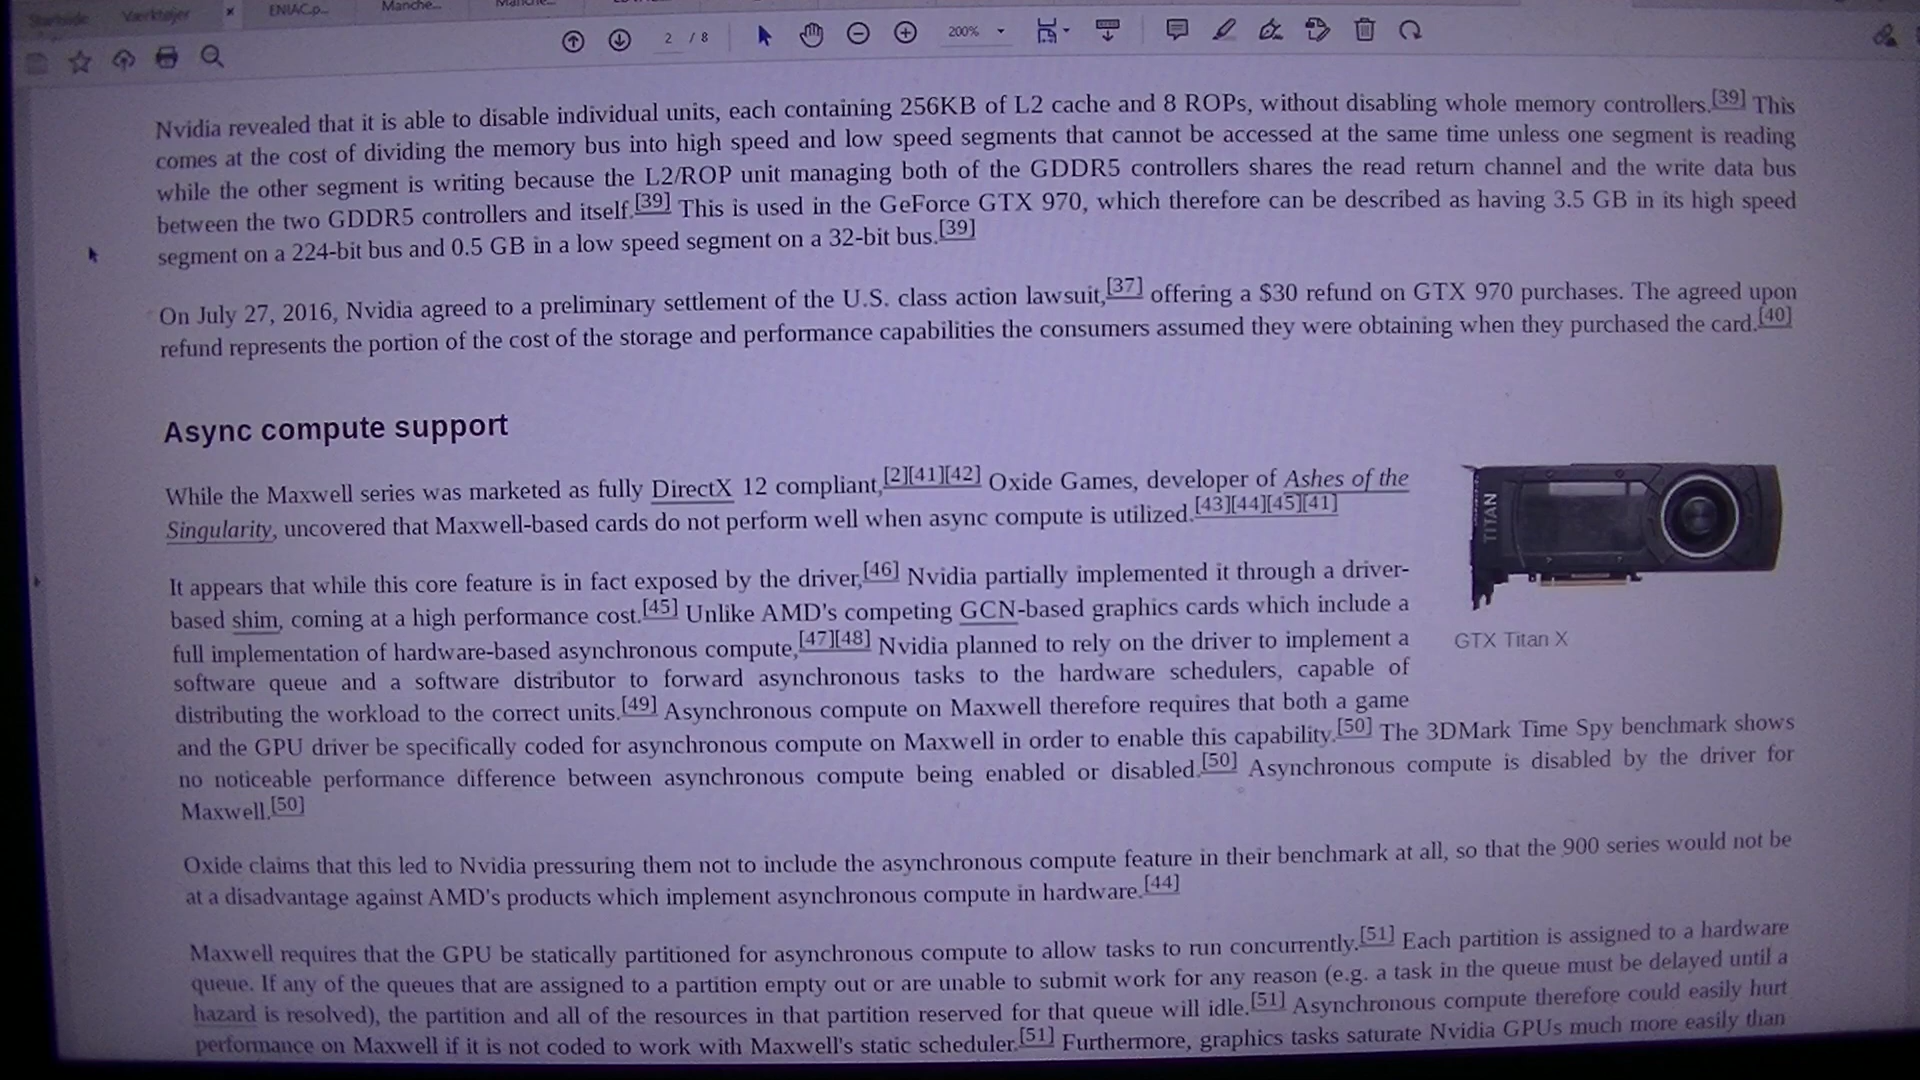 Startside Værktøjer × ENIAC.p... Manche...
2 / 8 200%
Nvidia revealed that it is able to disable individual units, each containing 256KB of L2 cache and 8 ROPs, without disabling whole memory controllers.[39] This
comes at the cost of dividing the memory bus into high speed and low speed segments that cannot be accessed at the same time unless one segment is reading
while the other segment is writing because the L2/ROP unit managing both of the GDDR5 controllers shares the read return channel and the write data bus
between the two GDDR5 controllers and itself.[39] This is used in the GeForce GTX 970, which therefore can be described as having 3.5 GB in its high speed
segment on a 224-bit bus and 0.5 GB in a low speed segment on a 32-bit bus.[39]
On July 27, 2016, Nvidia agreed to a preliminary settlement of the U.S. class action lawsuit,[37] offering a $30 refund on GTX 970 purchases. The agreed upon
refund represents the portion of the cost of the storage and performance capabilities the consumers assumed they were obtaining when they purchased the card.[40]
Async compute support
While the Maxwell series was marketed as fully DirectX 12 compliant,[2][41][42] Oxide Games, developer of Ashes of the
Singularity, uncovered that Maxwell-based cards do not perform well when async compute is utilized.[43][44][45][41]
It appears that while this core feature is in fact exposed by the driver,[46] Nvidia partially implemented it through a driver-
based shim, coming at a high performance cost.[45] Unlike AMD's competing GCN-based graphics cards which include a
full implementation of hardware-based asynchronous compute,[47][48] Nvidia planned to rely on the driver to implement a
software queue and a software distributor to forward asynchronous tasks to the hardware schedulers, capable of
distributing the workload to the correct units.[49] Asynchronous compute on Maxwell therefore requires that both a game
and the GPU driver be specifically coded for asynchronous compute on Maxwell in order to enable this capability.[50] The 3DMark Time Spy benchmark shows
no noticeable performance difference between asynchronous compute being enabled or disabled.[50] Asynchronous compute is disabled by the driver for
Maxwell.[50]
TITAN
GTX Titan X
Oxide claims that this led to Nvidia pressuring them not to include the asynchronous compute feature in their benchmark at all, so that the 900 series would not be
at a disadvantage against AMD's products which implement asynchronous compute in hardware.[44]
Maxwell requires that the GPU be statically partitioned for asynchronous compute to allow tasks to run concurrently.[51] Each partition is assigned to a hardware
queue. If any of the queues that are assigned to a partition empty out or are unable to submit work for any reason (e.g. a task in the queue must be delayed until a
hazard is resolved), the partition and all of the resources in that partition reserved for that queue will idle.[51] Asynchronous compute therefore could easily hurt
performance on Maxwell if it is not coded to work with Maxwell's static scheduler.[51] Furthermore, graphics tasks saturate Nvidia GPUs much more easily than